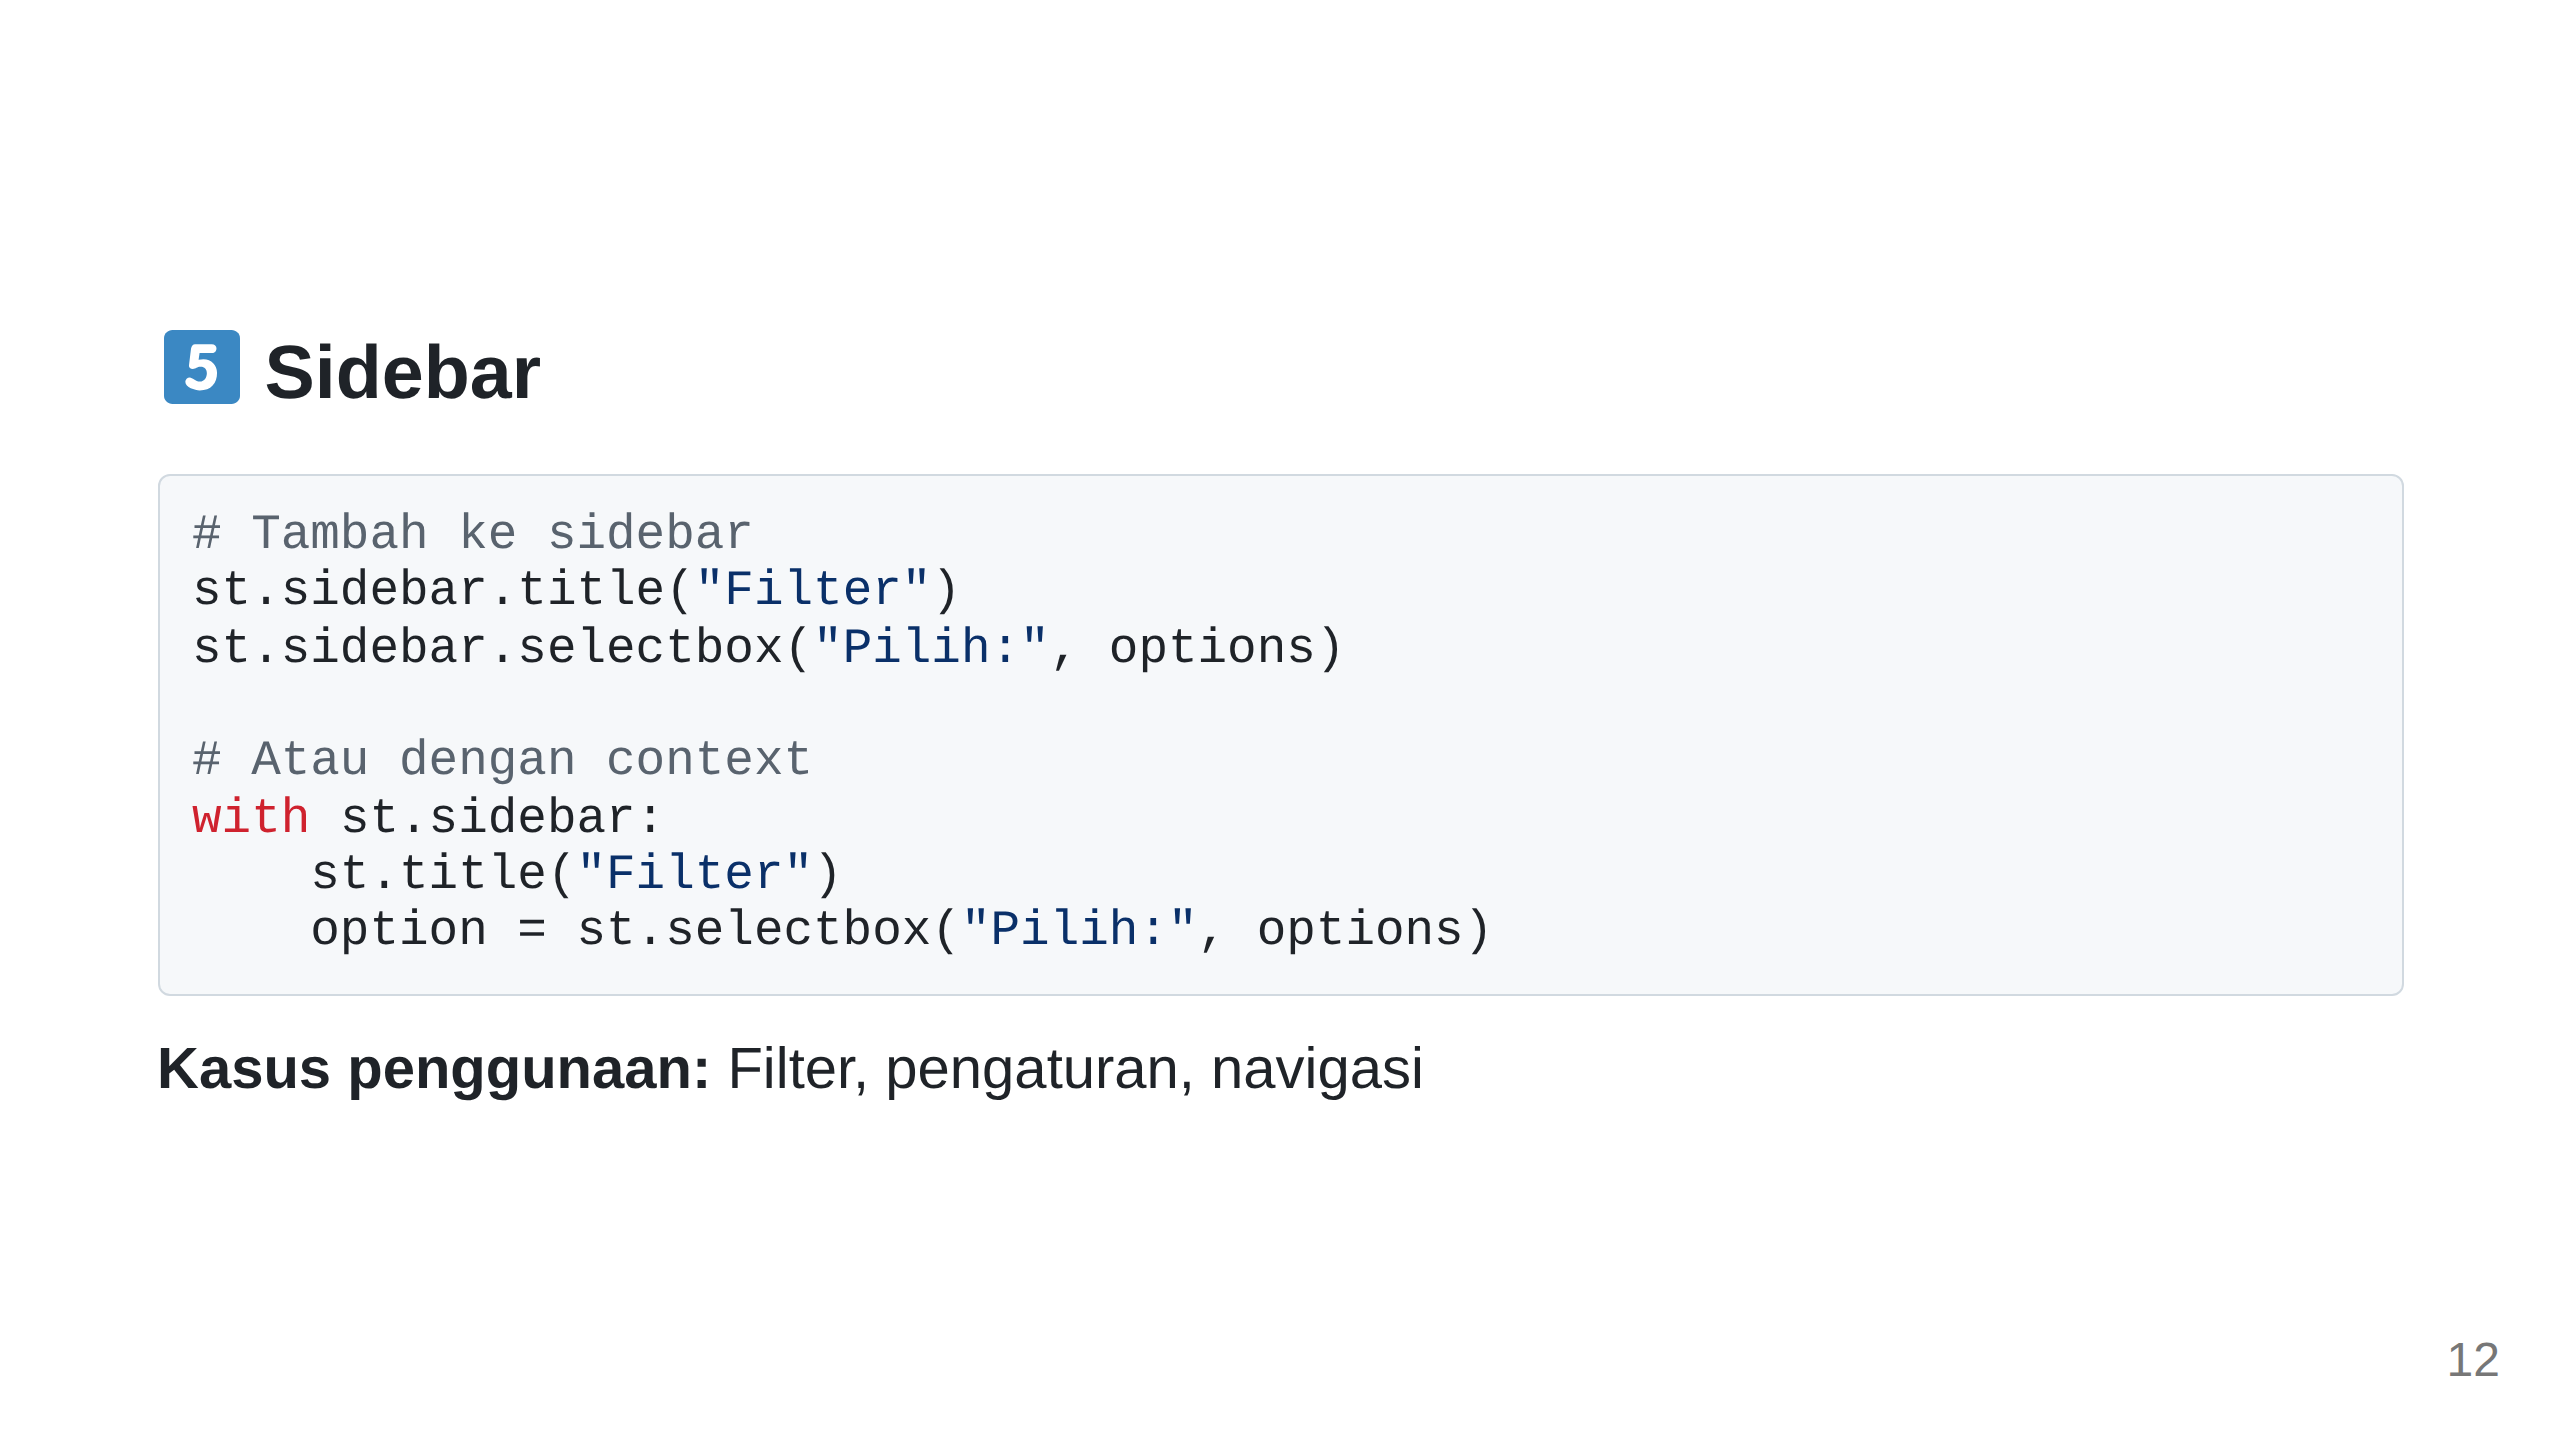 5 Sidebar
# Tambah ke sidebar
st.sidebar.title("Filter")
st.sidebar.selectbox("Pilih:", options)

# Atau dengan context
with st.sidebar:
    st.title("Filter")
    option = st.selectbox("Pilih:", options)
Kasus penggunaan: Filter, pengaturan, navigasi
12